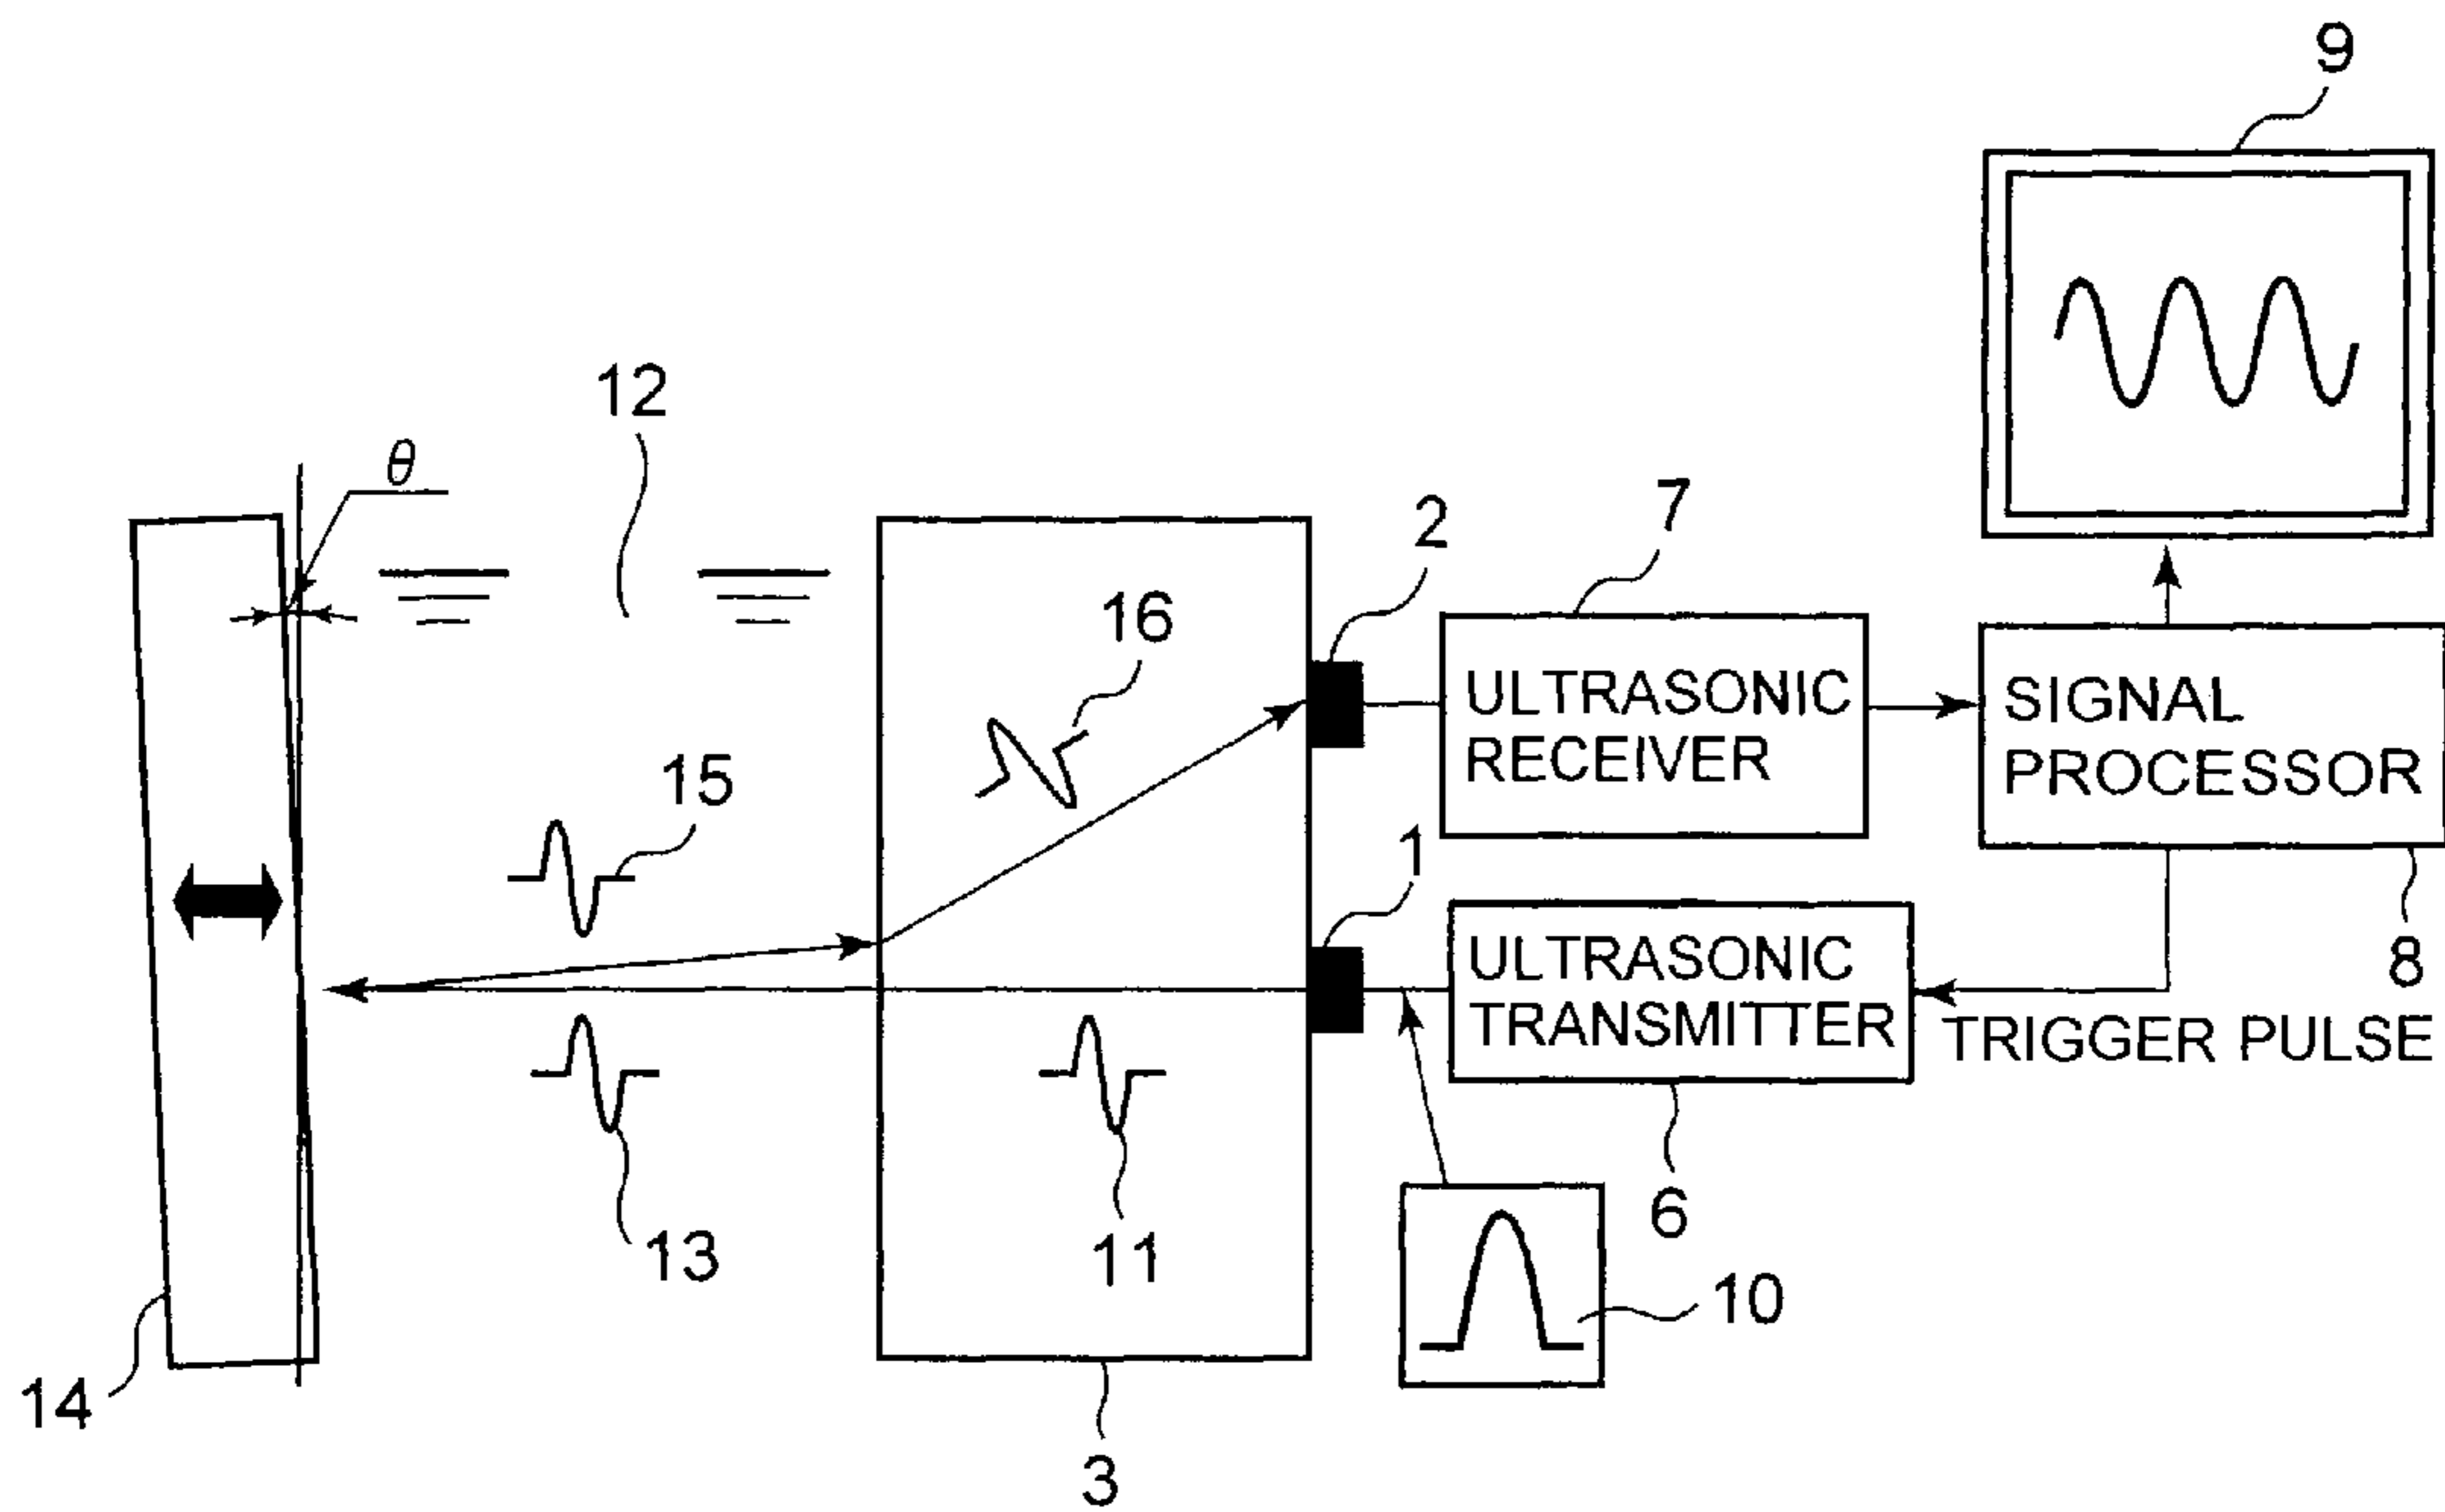 9
12
θ
7
2
16
ULTRASONIC
RECEIVER
SIGNAL
PROCESSOR
15
1
ULTRASONIC
TRANSMITTER
8
TRIGGER PULSE
13
11
6
10
14
3